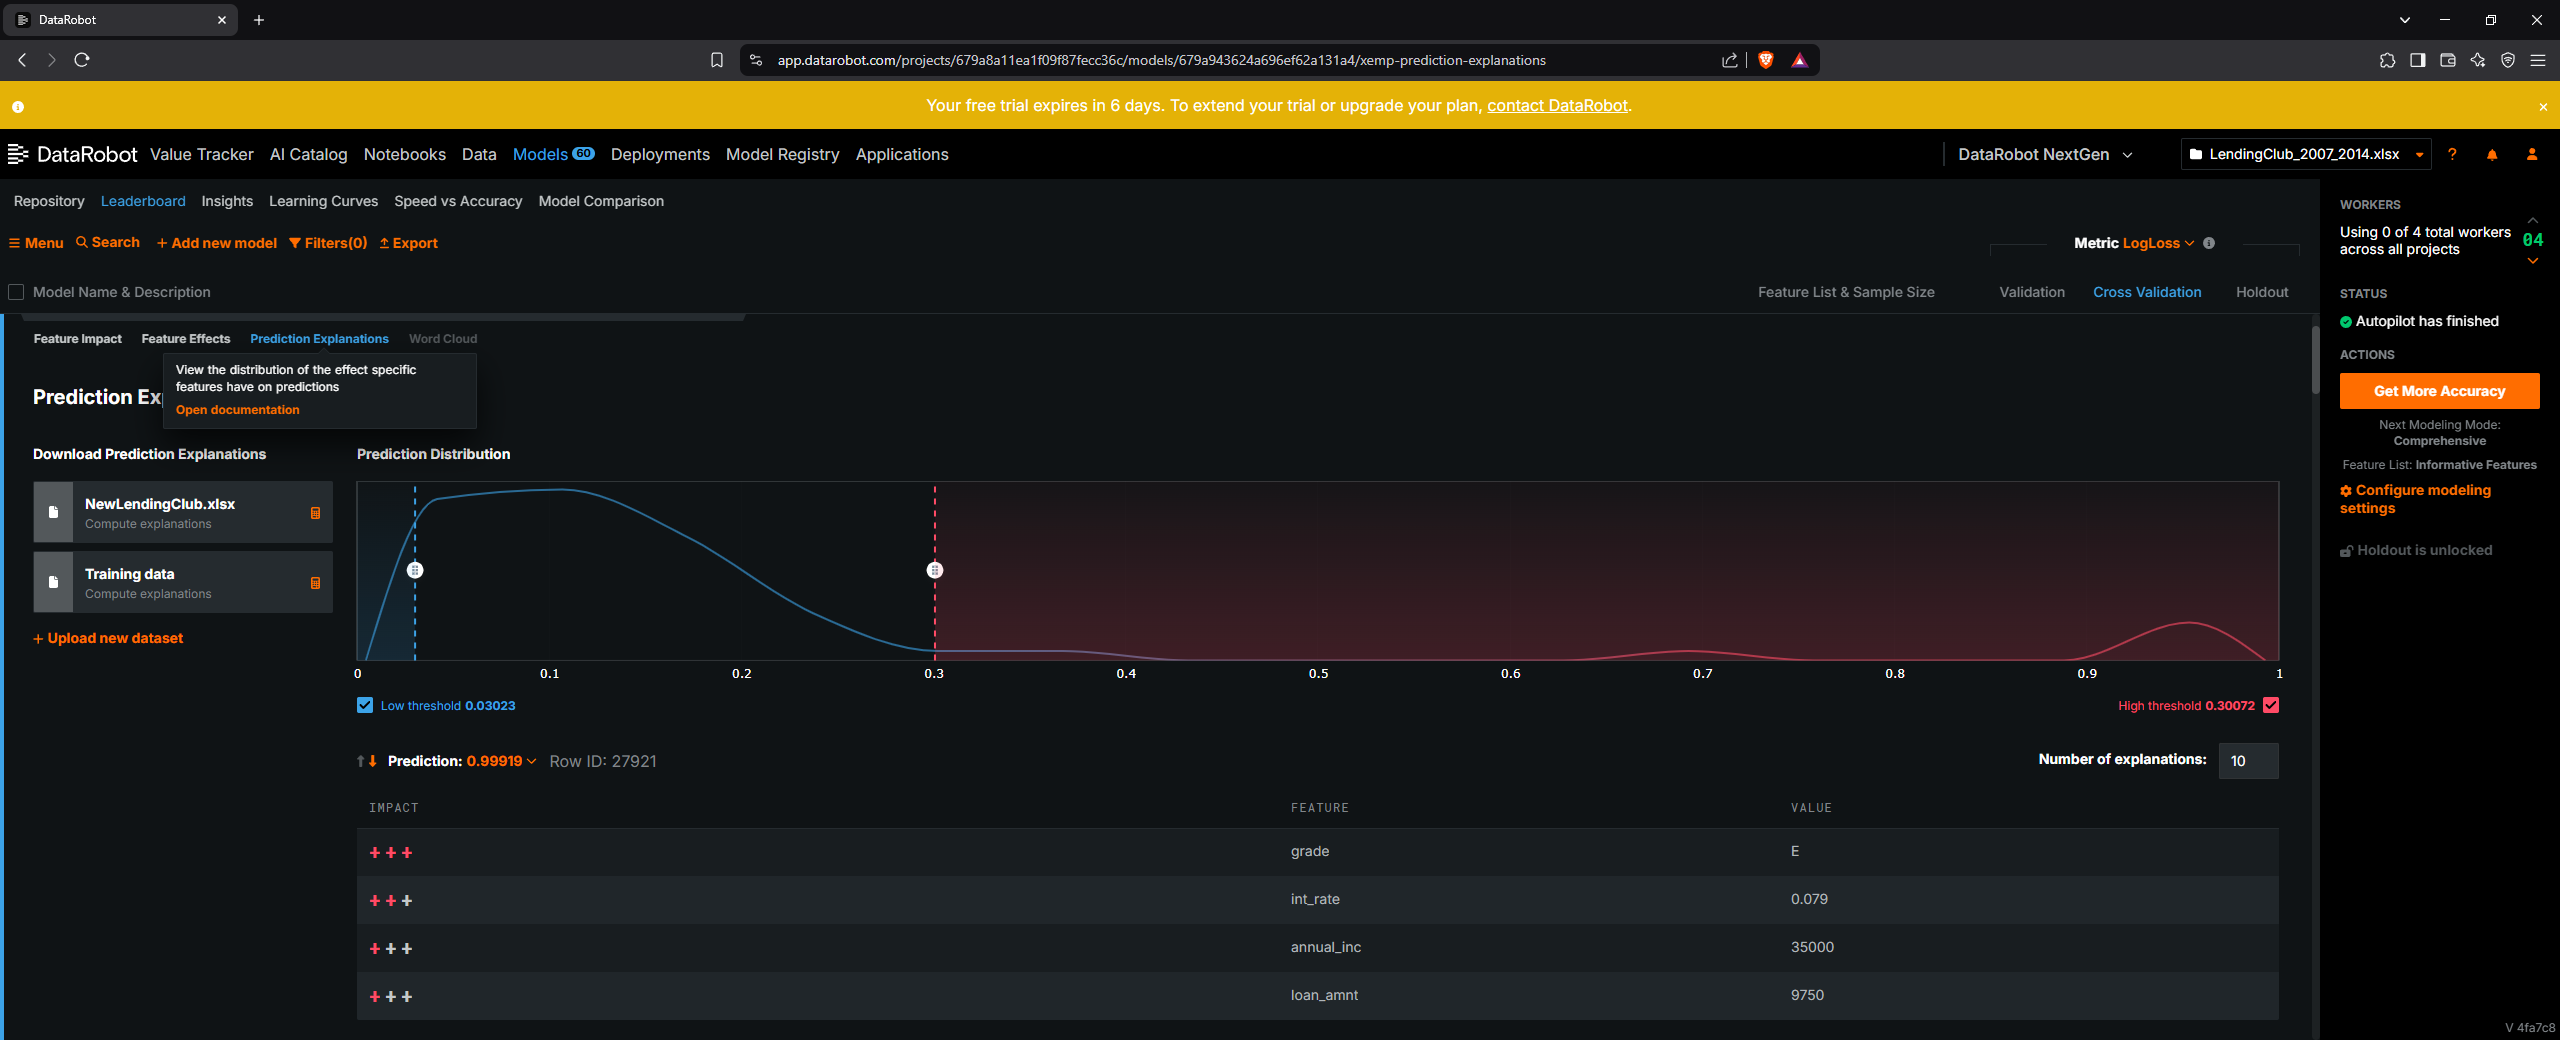 DataRobot
app.datarobot.com/projects/679a8a11ea1f09f87fecc36c/models/679a943624a696ef62a131a4/xemp-prediction-explanations
Your free trial expires in 6 days. To extend your trial or upgrade your plan, contact DataRobot.
DataRobot Value Tracker AI Catalog Notebooks Data Models 60 Deployments Model Registry Applications DataRobot NextGen LendingClub_2007_2014.xlsx ?
Repository Leaderboard Insights Learning Curves Speed vs Accuracy Model Comparison
Menu Search + Add new model Filters(0) Export Metric LogLoss
Model Name & Description Feature List & Sample Size Validation Cross Validation Holdout
Feature Impact Feature Effects Prediction Explanations Word Cloud
View the distribution of the effect specific
features have on predictions
Open documentation
Prediction Ex
Download Prediction Explanations
NewLendingClub.xlsx
Compute explanations
Training data
Compute explanations
+ Upload new dataset
Prediction Distribution
0 0.1 0.2 0.3 0.4 0.5 0.6 0.7 0.8 0.9 1
Low threshold 0.03023 High threshold 0.30072
Prediction: 0.99919 Row ID: 27921 Number of explanations: 10
IMPACT FEATURE VALUE
+++ grade E
+++ int_rate 0.079
+++ annual_inc 35000
+++ loan_amnt 9750
WORKERS
Using 0 of 4 total workers
across all projects
04
STATUS
Autopilot has finished
ACTIONS
Get More Accuracy
Next Modeling Mode:
Comprehensive
Feature List: Informative Features
Configure modeling
settings
Holdout is unlocked
V 4fa7c8